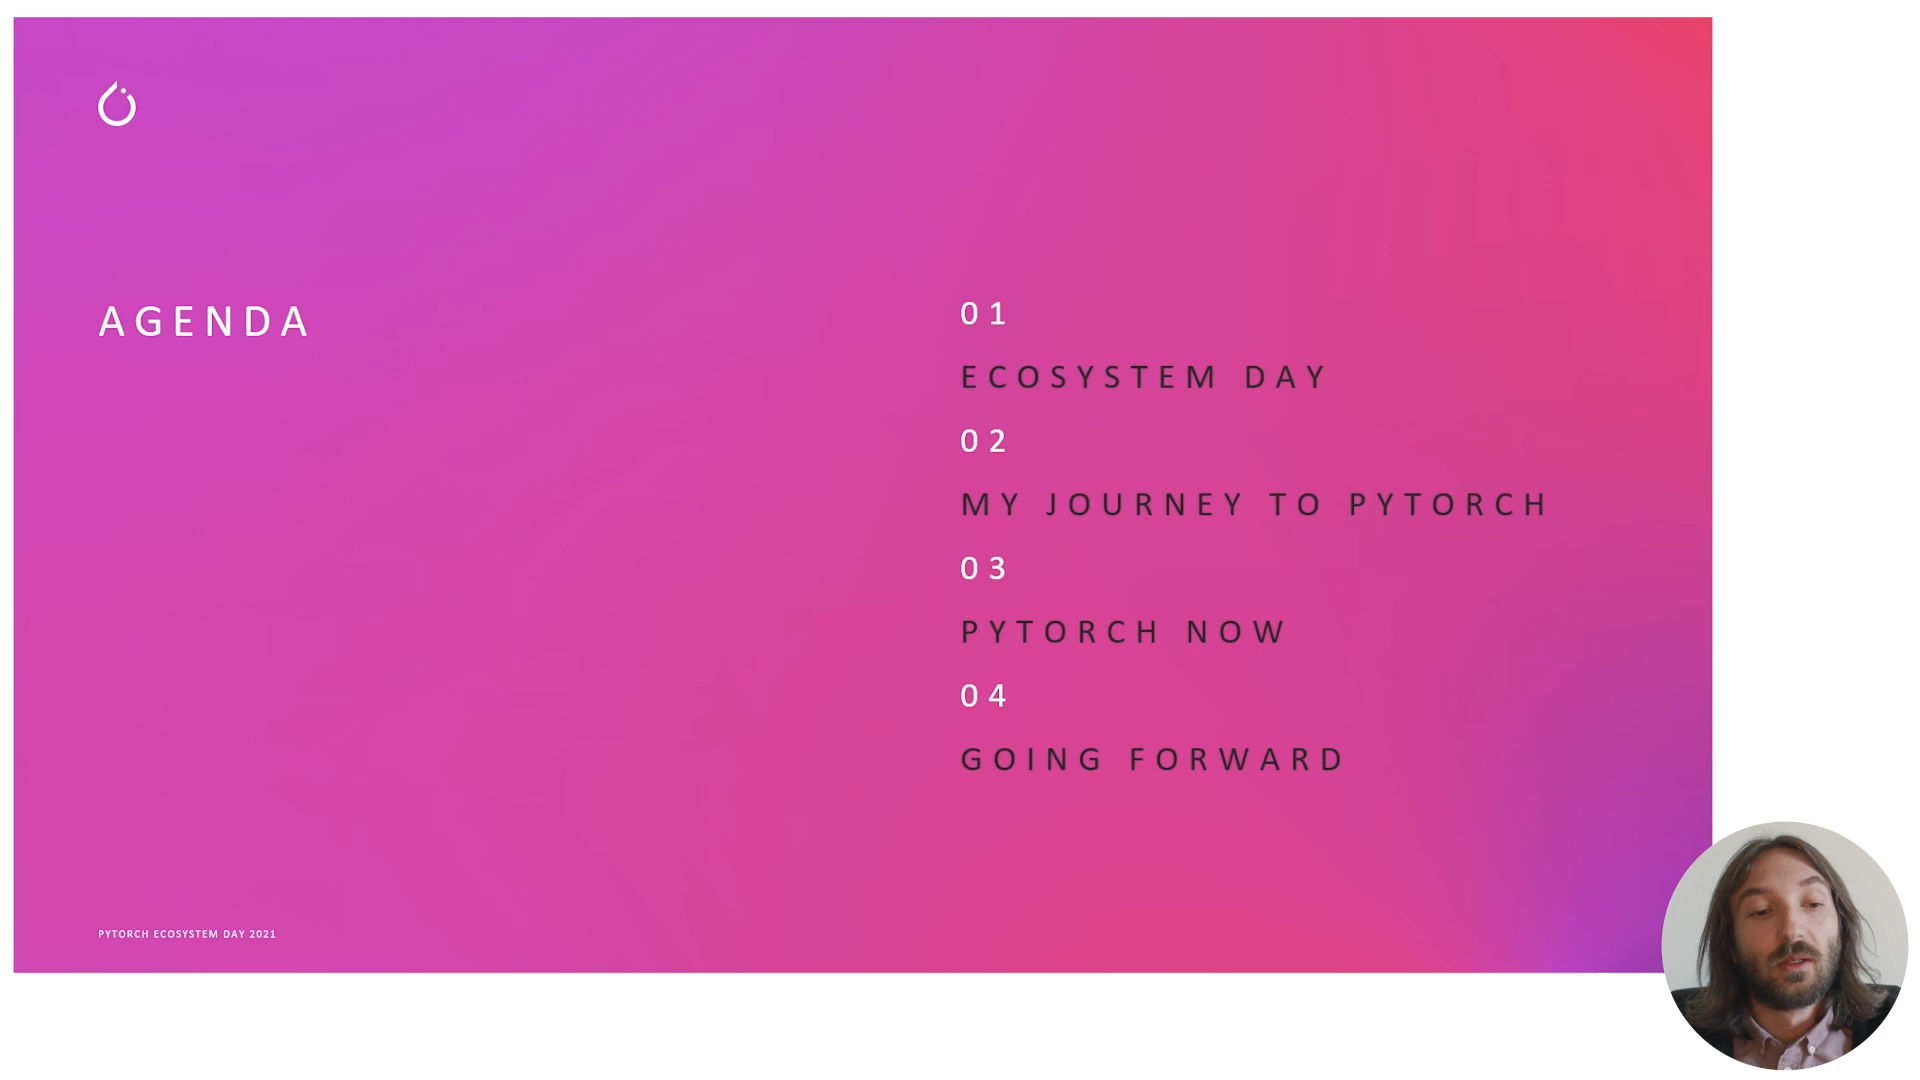 AGENDA
01
ECOSYSTEM DAY
02
MY JOURNEY TO PYTORCH
03
PYTORCH NOW
04
GOING FORWARD
PYTORCH ECOSYSTEM DAY 2021